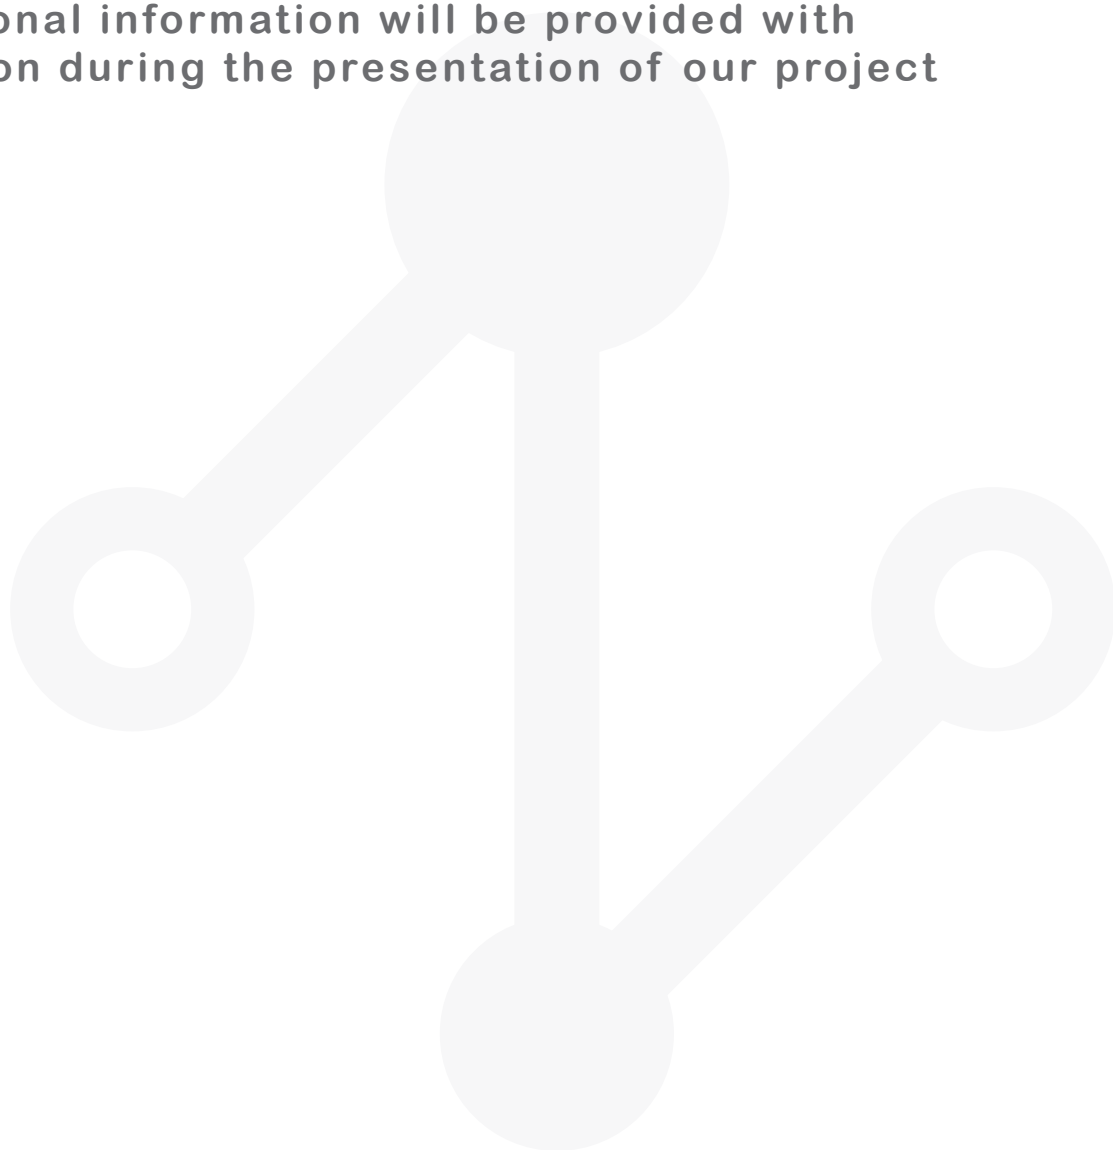 onal information will be provided with
on during the presentation of our project